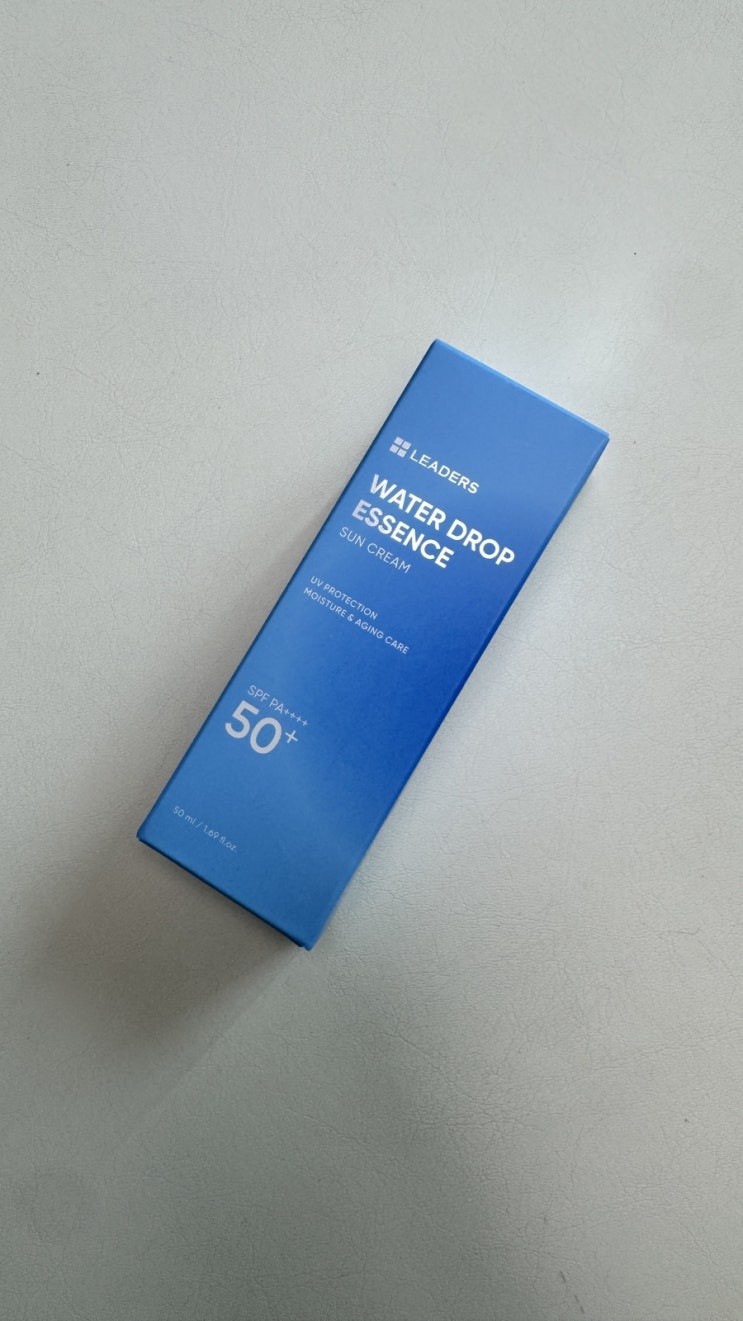 LEADERS
WATER DROP
ESSENCE
SUN CREAM
UV PROTECTION
MOISTURE & AGING CARE
SPF PA++++
50+
50 ml / 1.69 fl.oz.